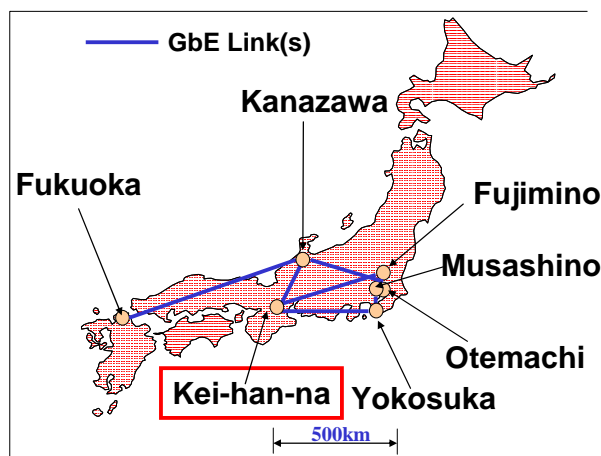 GbE Link(s)
Kanazawa
Fukuoka
Fujimino
Musashino
Otemachi
Kei-han-na
Yokosuka
500km